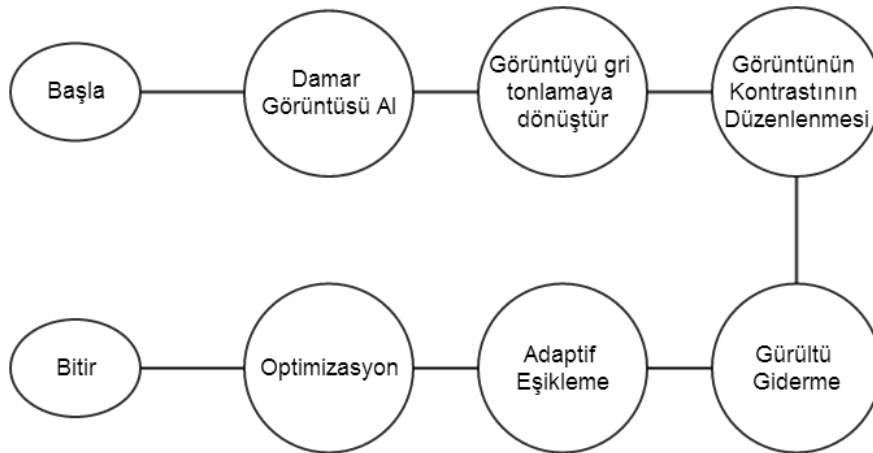 Başla
Damar
Görüntüsü Al
Görüntüyü gri
tonlamaya
dönüştür
Görüntünün
Kontrastının
Düzenlenmesi
Gürültü
Giderme
Adaptif
Eşikleme
Optimizasyon
Bitir